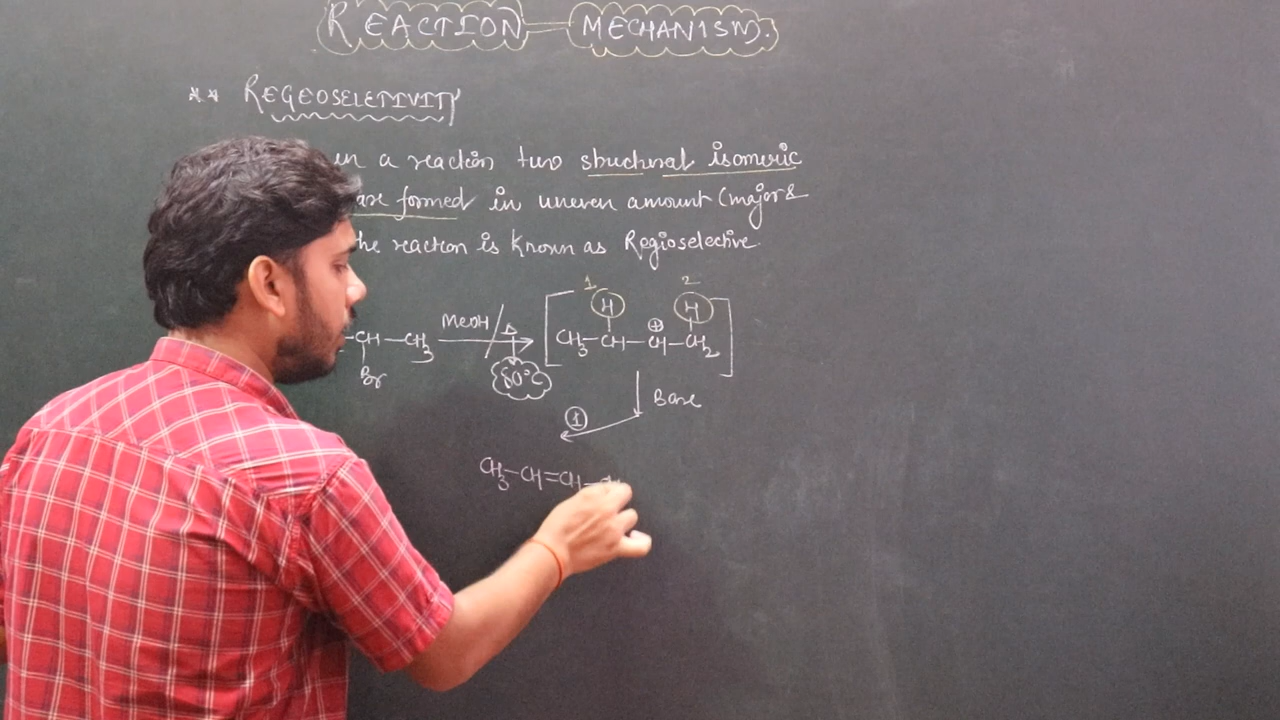 REACTION — MECHANISM.
** REGEOSELETIVITY
in a reaction two structural isomeric
are formed in uneven amount (major &
the reaction is known as Regioselective.
1 2
H H
—CH—CH3 MeOH/Δ [CH3—CH—CH—CH2]
⊕
Br 80°C
Base
1
CH3—CH=CH—